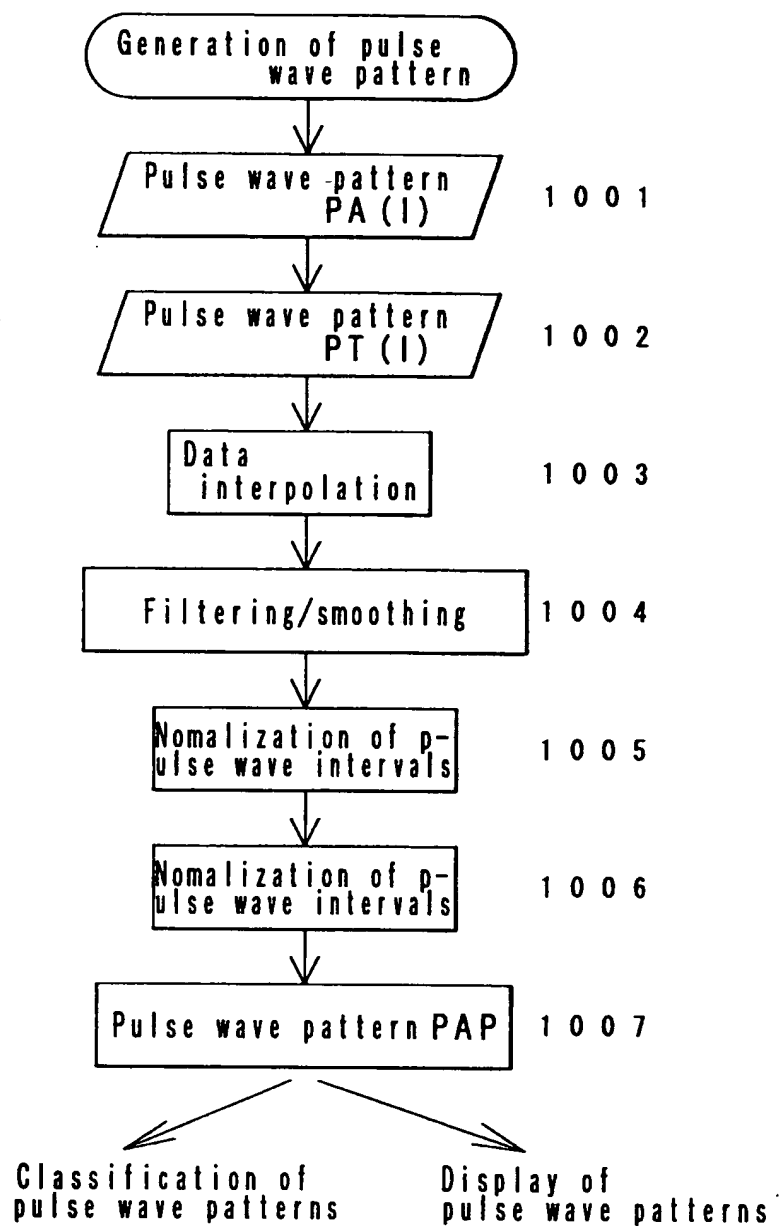 Generation of pulse
wave pattern
Pulse wave pattern
PA (I)
1001
Pulse wave pattern
PT (I)
1002
Data
interpolation
1003
Filtering/smoothing
1004
Nomalization of p-
ulse wave intervals
1005
Nomalization of p-
ulse wave intervals
1006
Pulse wave pattern PAP
1007
Classification of
pulse wave patterns
Display of
pulse wave patterns